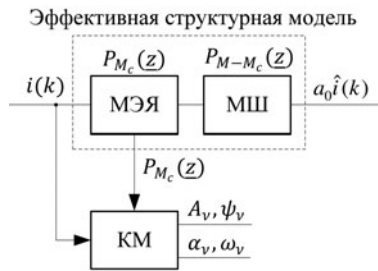 Эффективная структурная модель
P_{M_c}(z) P_{M−M_c}(z)
i(k) МЭЯ МШ a_0 î(k)
P_{M_c}(z)
КМ A_ν, ψ_ν
α_ν, ω_ν